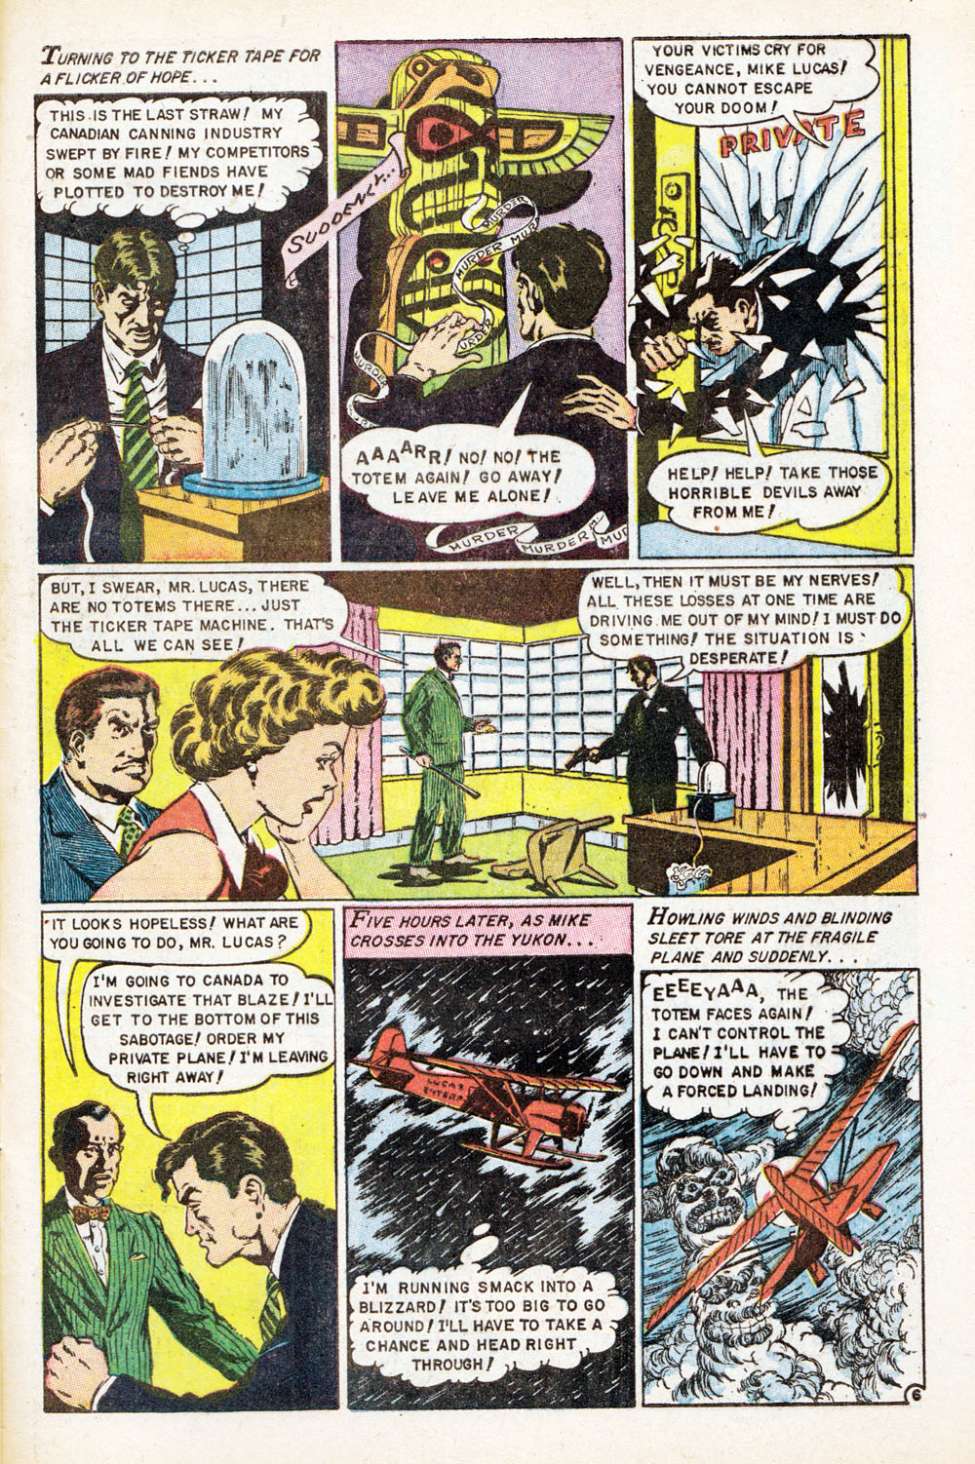 TURNING TO THE TICKER TAPE FOR
A FLICKER OF HOPE...
THIS IS THE LAST STRAW! MY
CANADIAN CANNING INDUSTRY
SWEPT BY FIRE! MY COMPETITORS
OR SOME MAD FIENDS HAVE
PLOTTED TO DESTROY ME!
SUDDENLY...
MURDER
MURDER MUR
URDER
MURDER
AAAARR! NO! NO! THE
TOTEM AGAIN! GO AWAY!
LEAVE ME ALONE!
MURDER MURDER MUD
YOUR VICTIMS CRY FOR
VENGEANCE, MIKE LUCAS!
YOU CANNOT ESCAPE
YOUR DOOM!
PRIVATE
HELP! HELP! TAKE THOSE
HORRIBLE DEVILS AWAY
FROM ME!
BUT, I SWEAR, MR. LUCAS, THERE
ARE NO TOTEMS THERE... JUST
THE TICKER TAPE MACHINE. THAT'S
ALL WE CAN SEE!
WELL, THEN IT MUST BE MY NERVES!
ALL THESE LOSSES AT ONE TIME ARE
DRIVING ME OUT OF MY MIND! I MUST DO
SOMETHING! THE SITUATION IS
DESPERATE!
IT LOOKS HOPELESS! WHAT ARE
YOU GOING TO DO, MR. LUCAS?
I'M GOING TO CANADA TO
INVESTIGATE THAT BLAZE! I'LL
GET TO THE BOTTOM OF THIS
SABOTAGE! ORDER MY
PRIVATE PLANE! I'M LEAVING
RIGHT AWAY!
FIVE HOURS LATER, AS MIKE
CROSSES INTO THE YUKON...
LUCAS
ENTERP.
I'M RUNNING SMACK INTO A
BLIZZARD! IT'S TOO BIG TO GO
AROUND! I'LL HAVE TO TAKE A
CHANCE AND HEAD RIGHT
THROUGH!
HOWLING WINDS AND BLINDING
SLEET TORE AT THE FRAGILE
PLANE AND SUDDENLY...
EEEEYAAA, THE
TOTEM FACES AGAIN!
I CAN'T CONTROL THE
PLANE! I'LL HAVE TO
GO DOWN AND MAKE
A FORCED LANDING!
6